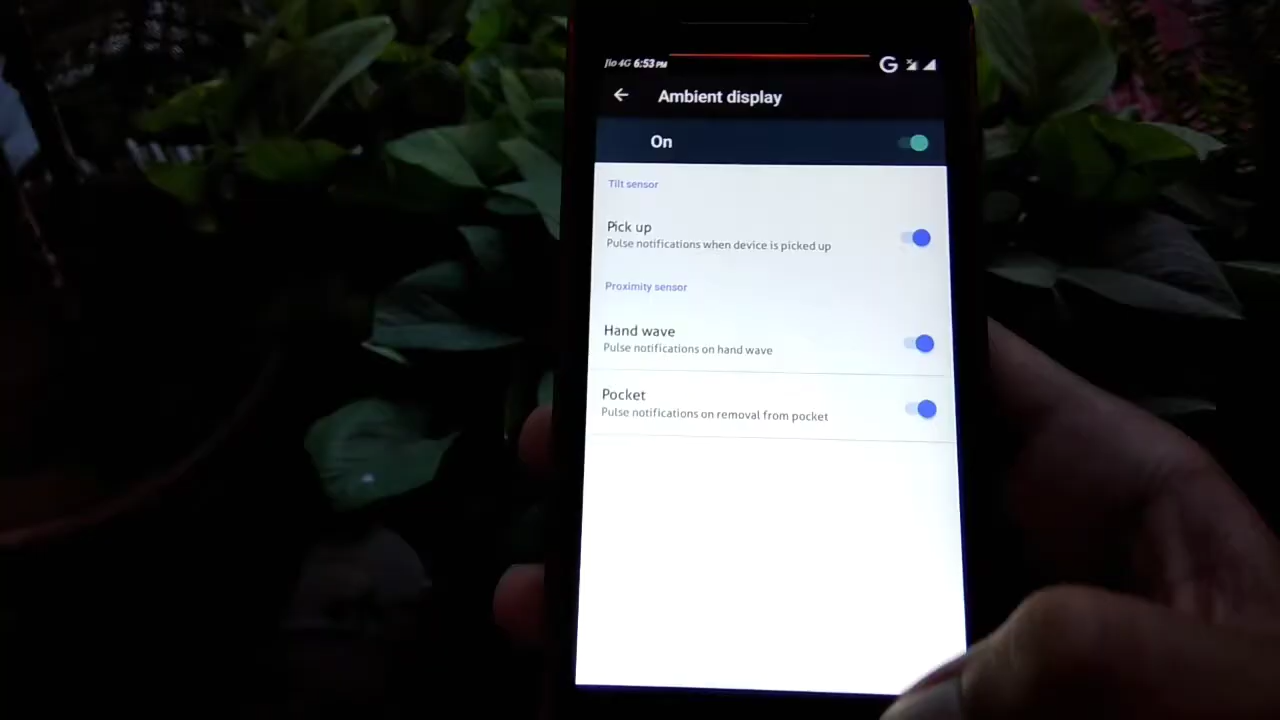 Jio 4G 6:53 PM
G
Ambient display
On
Tilt sensor
Pick up
Pulse notifications when device is picked up
Proximity sensor
Hand wave
Pulse notifications on hand wave
Pocket
Pulse notifications on removal from pocket